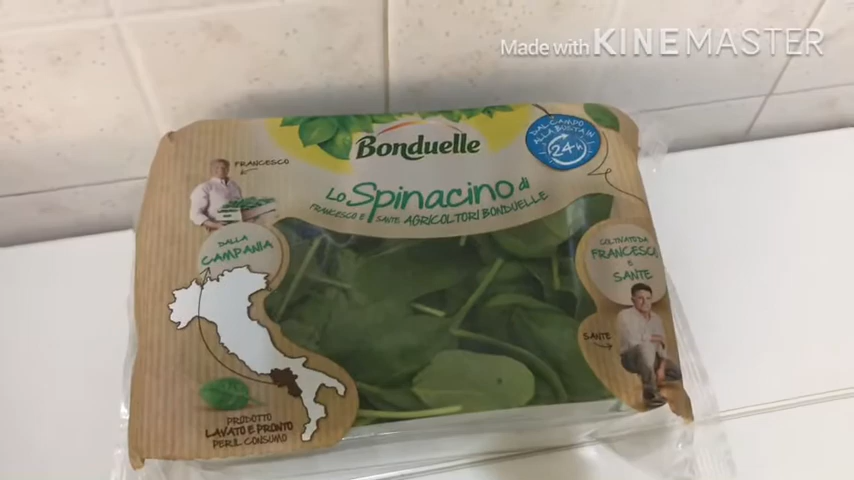 Made with KINEMASTER
Bonduelle
DAL CAMPO
ALLA BUSTA IN
24h
FRANCESCO
Lo Spinacino di
FRANCESCO E SANTE AGRICOLTORI BONDUELLE
DALLA
CAMPANIA
COLTIVATO DA
FRANCESCO
E
SANTE
SANTE
PRODOTTO
LAVATO E PRONTO
PER IL CONSUMO